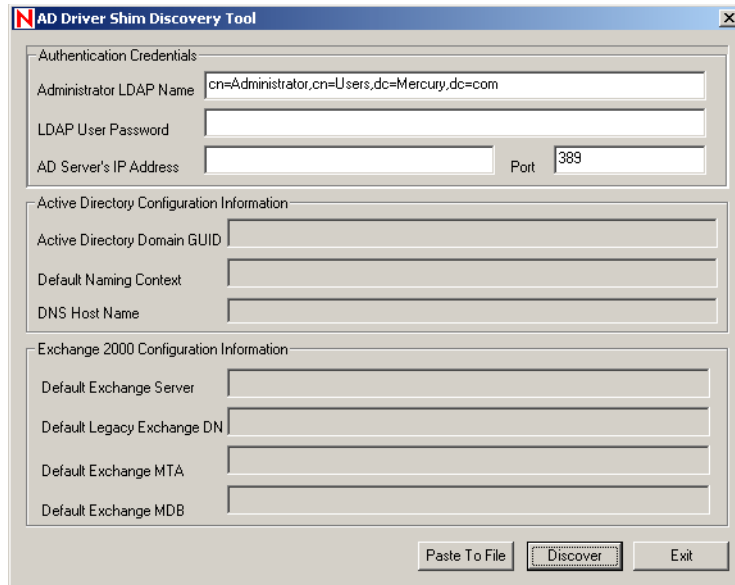 N AD Driver Shim Discovery Tool
Authentication Credentials
Administrator LDAP Name cn=Administrator,cn=Users,dc=Mercury,dc=com
LDAP User Password
AD Server's IP Address Port 389
Active Directory Configuration Information
Active Directory Domain GUID
Default Naming Context
DNS Host Name
Exchange 2000 Configuration Information
Default Exchange Server
Default Legacy Exchange DN
Default Exchange MTA
Default Exchange MDB
Paste To File Discover Exit